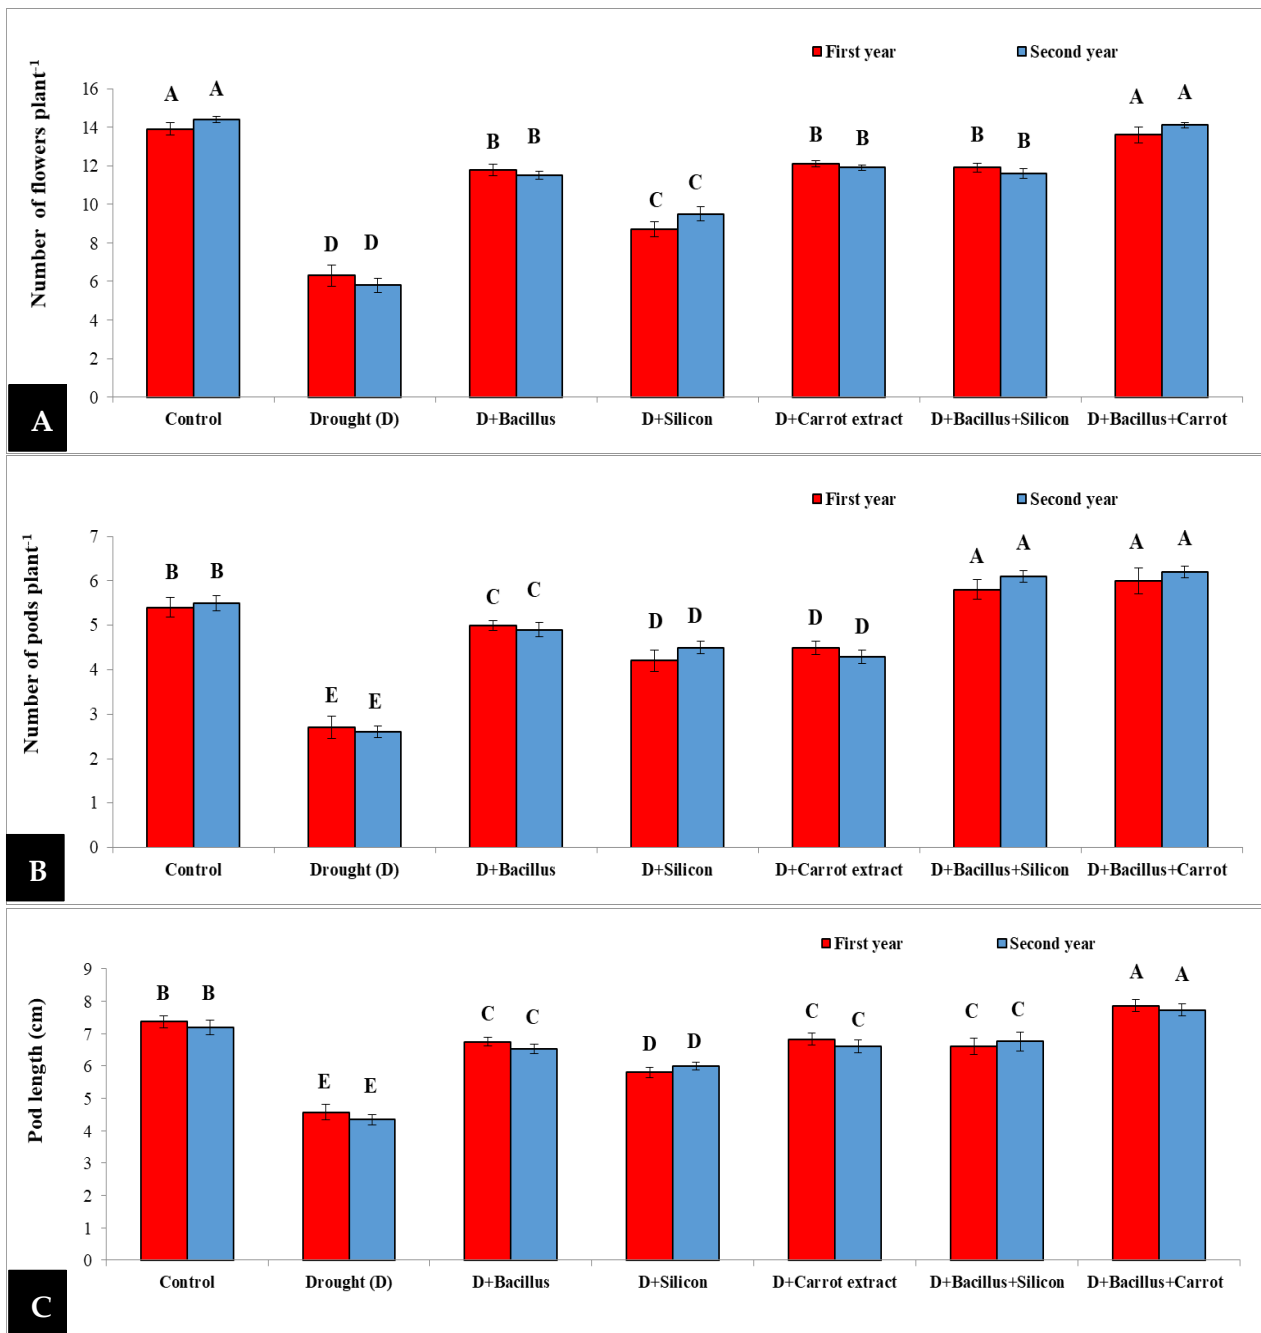 First year Second year
Number of flowers plant⁻¹
16
A A A A
14
B B B B B B
12
C C
10
8
D D
6
4
2
0
Control Drought (D) D+Bacillus D+Silicon D+Carrot extract D+Bacillus+Silicon D+Bacillus+Carrot
A
First year Second year
Number of pods plant⁻¹
7
A A A A
6
B B C C
5
D D D D
4
E E
3
2
1
0
Control Drought (D) D+Bacillus D+Silicon D+Carrot extract D+Bacillus+Silicon D+Bacillus+Carrot
B
First year Second year
Pod length (cm)
9
A A
8
B B
7
C C C C C C
6
D D
5
E E
4
3
2
1
0
Control Drought (D) D+Bacillus D+Silicon D+Carrot extract D+Bacillus+Silicon D+Bacillus+Carrot
C